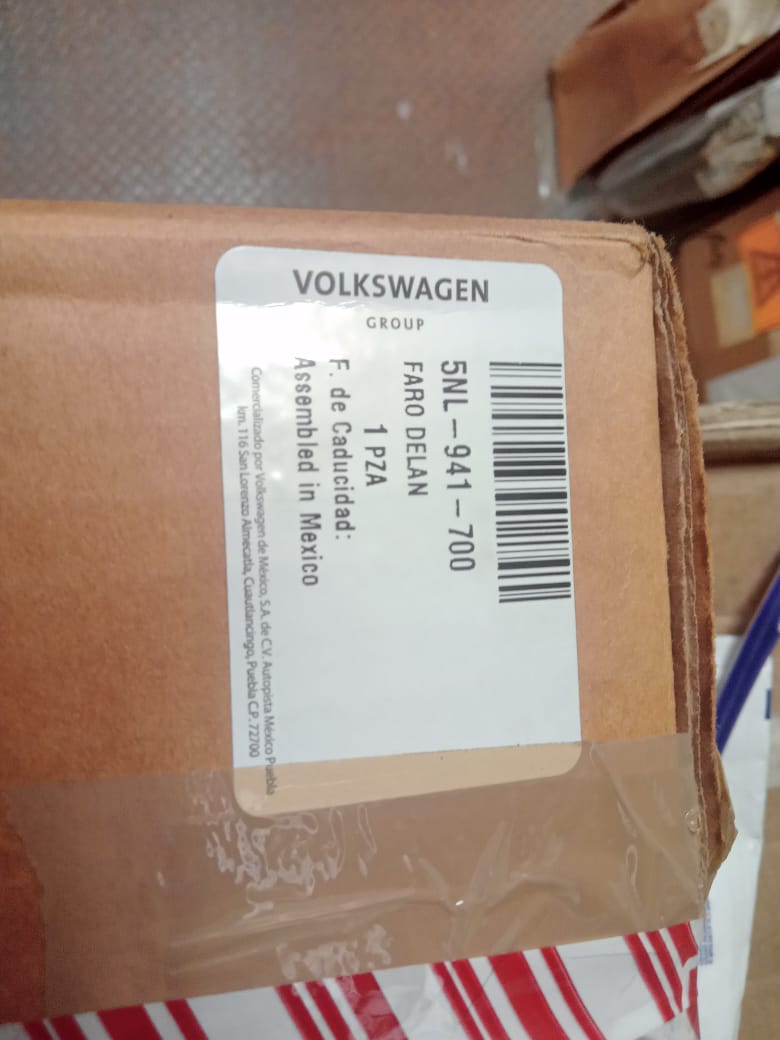 VOLKSWAGEN
GROUP
5NL-941-700
FARO DELAN
1 PZA
F. de Caducidad:
Assembled in Mexico
Comercializado por Volkswagen de México, S.A. de C.V. Autopista México Puebla
km. 116 San Lorenzo Almecatla, Cuautlancingo, Puebla C.P. 72700